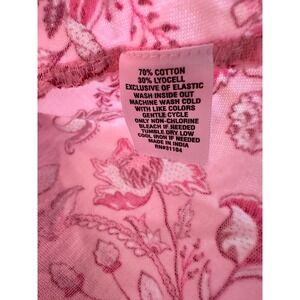 70% COTTON
30% LYOCELL
EXCLUSIVE OF ELASTIC
WASH INSIDE OUT
MACHINE WASH COLD
WITH LIKE COLORS
GENTLE CYCLE
ONLY NON-CHLORINE
BLEACH IF NEEDED
TUMBLE DRY LOW
COOL IRON IF NEEDED
MADE IN INDIA
RN#31104